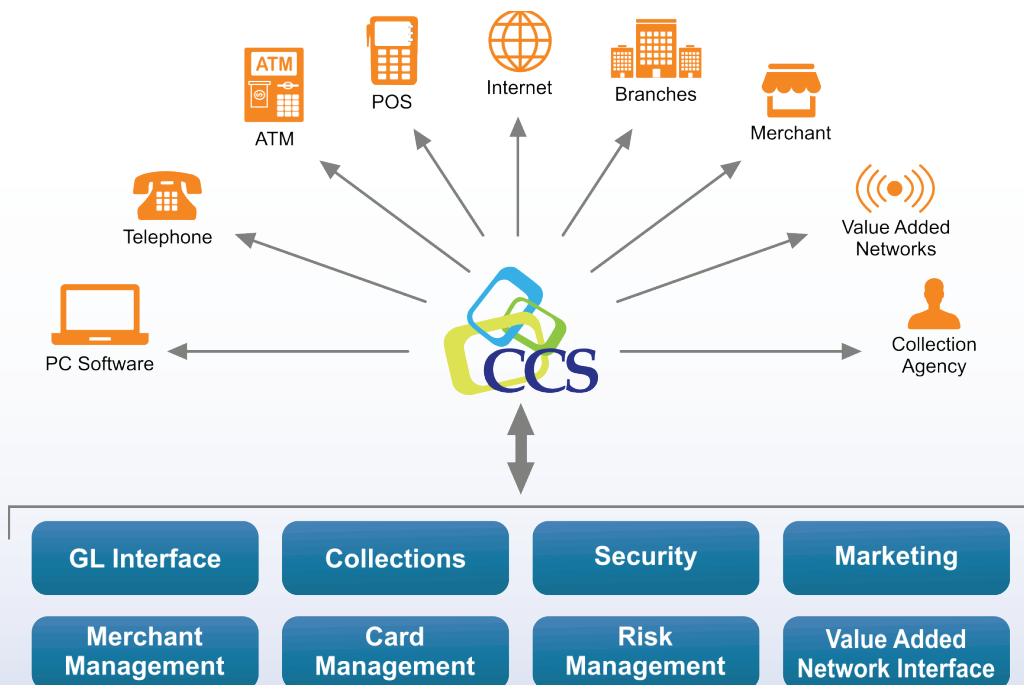 ATM
POS
Internet
Branches
Merchant
ATM
Telephone
Value Added
Networks
PC Software
CCS
Collection
Agency
GL Interface
Collections
Security
Marketing
Merchant
Management
Card
Management
Risk
Management
Value Added
Network Interface